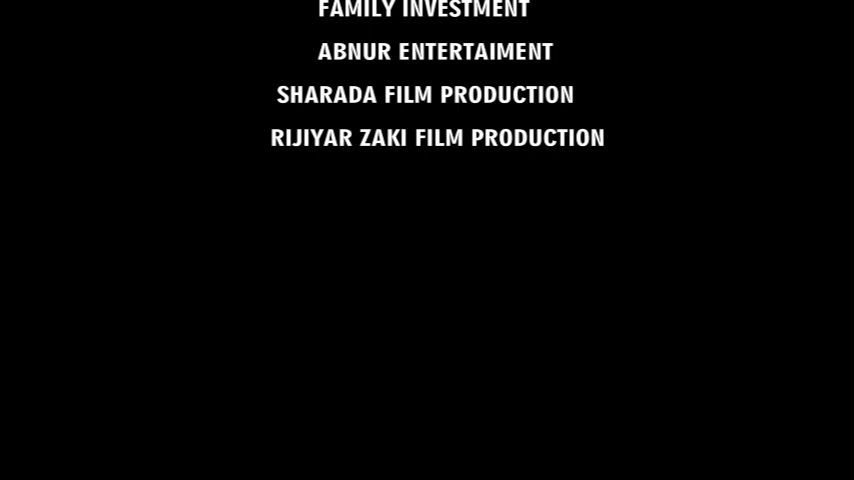 FAMILY INVESTMENT
ABNUR ENTERTAIMENT
SHARADA FILM PRODUCTION
RIJIYAR ZAKI FILM PRODUCTION